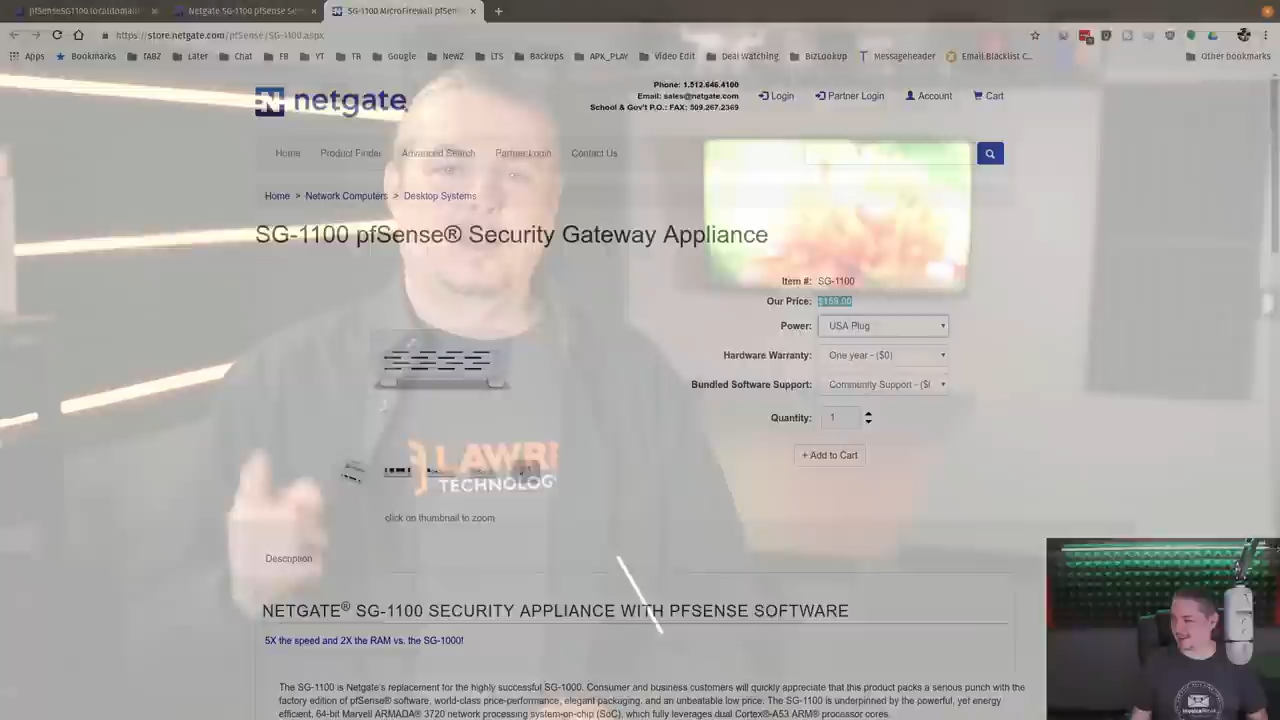 pfSenseSG1100.localdomain
Netgate SG-1100 pfSense Se
SG-1100 MicroFirewall pfSen
https://store.netgate.com/pfSense/SG-1100.aspx
Apps Bookmarks TABZ Later Chat FB YT TR Google NewZ LTS Backups APK_PLAY Video Edit Deal Watching BizLookup Messageheader Email Blacklist C... Other bookmarks
netgate
Phone: 1.512.646.4100
Email: sales@netgate.com
School & Gov't P.O.: FAX: 509.267.2369
Login Partner Login Account Cart
Home Product Finder Advanced Search Partner Login Contact Us
Home > Network Computers > Desktop Systems
SG-1100 pfSense® Security Gateway Appliance
Item #: SG-1100
Our Price: $159.00
Power: USA Plug
Hardware Warranty: One year - ($0)
Bundled Software Support: Community Support - ($(
Quantity: 1
+ Add to Cart
LAWR
TECHNOLOG
click on thumbnail to zoom
Description
NETGATE® SG-1100 SECURITY APPLIANCE WITH PFSENSE SOFTWARE
5X the speed and 2X the RAM vs. the SG-1000!
The SG-1100 is Netgate's replacement for the highly successful SG-1000. Consumer and business customers will quickly appreciate that this product packs a serious punch with the
factory edition of pfSense® software, world-class price-performance, elegant packaging, and an unbeatable low price. The SG-1100 is underpinned by the powerful, yet energy
efficient, 64-bit Marvell ARMADA® 3720 network processing system-on-chip (SoC), which fully leverages dual Cortex®-A53 ARM® processor cores.